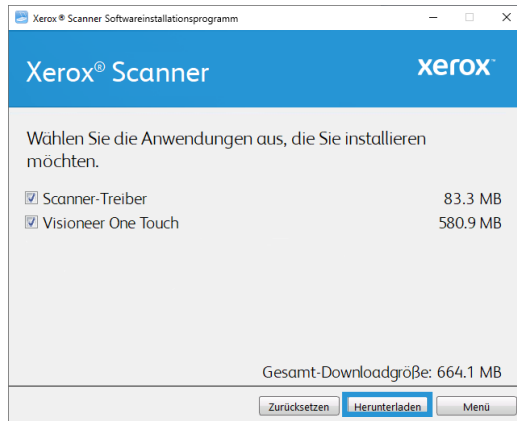 Xerox® Scanner Softwareinstallationsprogramm
Xerox® Scanner
xerox™
Wählen Sie die Anwendungen aus, die Sie installieren
möchten.
Scanner-Treiber 83.3 MB
Visioneer One Touch 580.9 MB
Gesamt-Downloadgröße: 664.1 MB
Zurücksetzen Herunterladen Menü